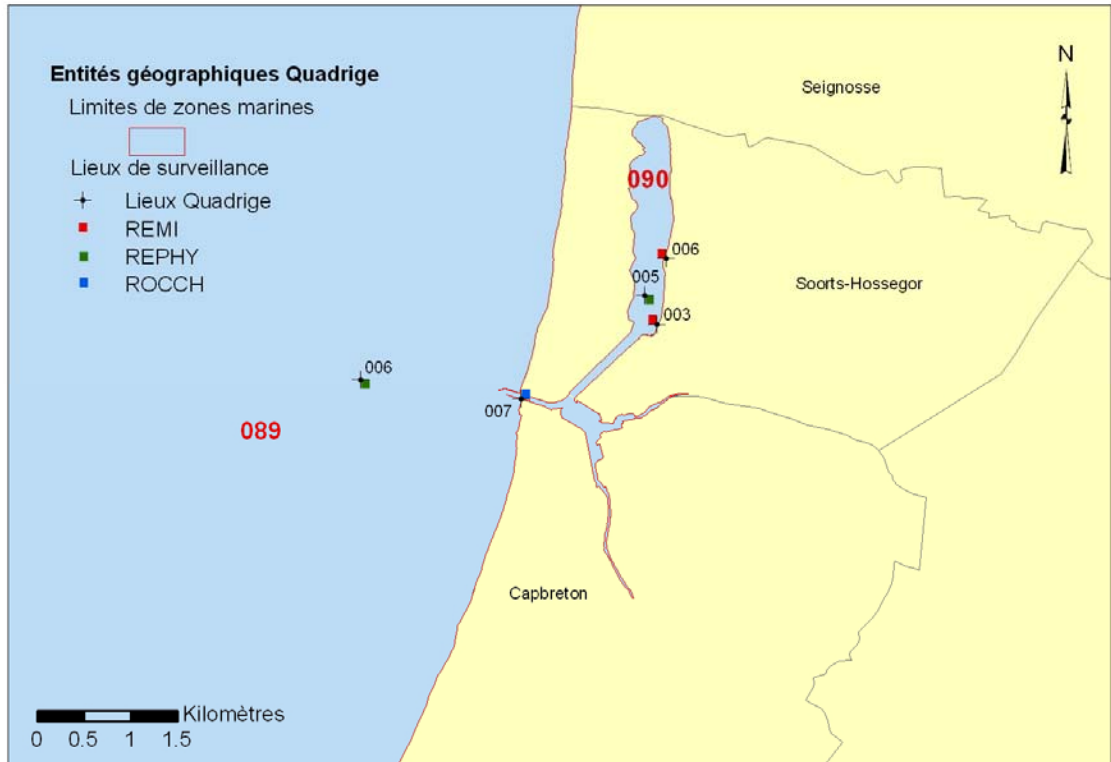 Entités géographiques Quadrige
Limites de zones marines
Lieux de surveillance
Lieux Quadrige
REMI
REPHY
ROCCH
N
Seignosse
090
006
005
Soorts-Hossegor
003
006
007
089
Capbreton
Kilomètres
0 0.5 1 1.5